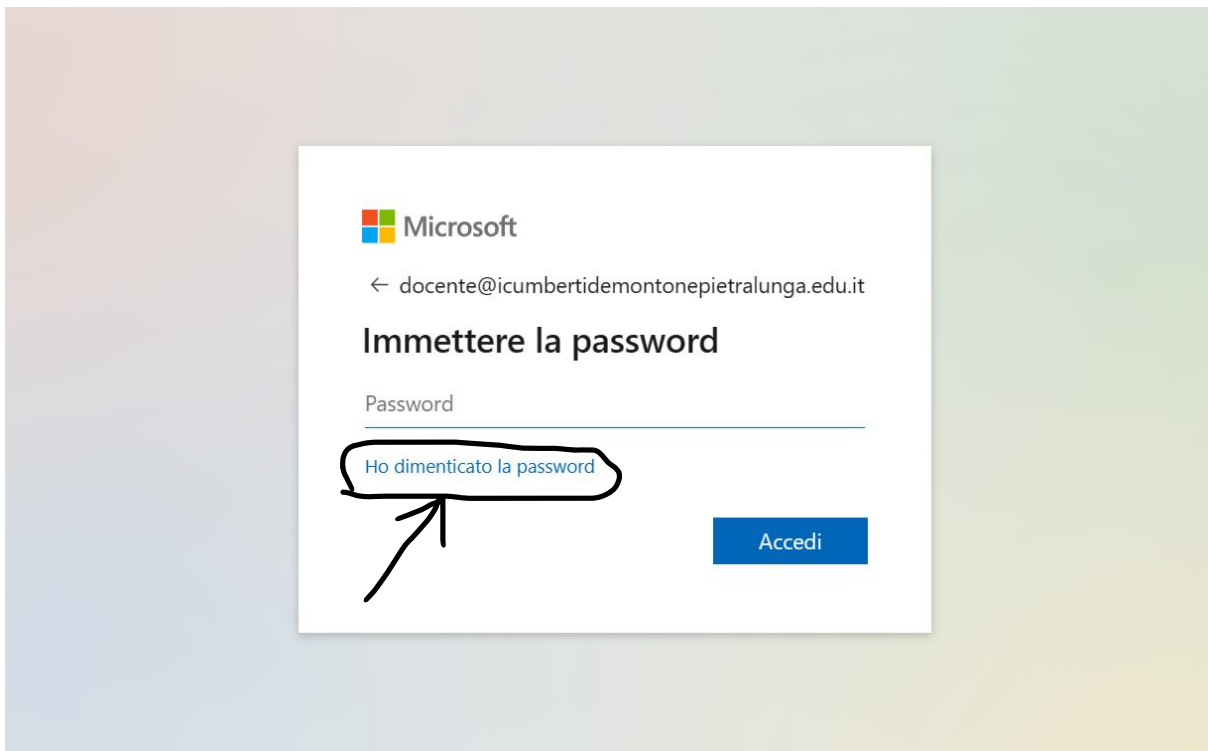 Microsoft
← docente@icumbertidemontonepietralunga.edu.it
Immettere la password
Password
Ho dimenticato la password
Accedi